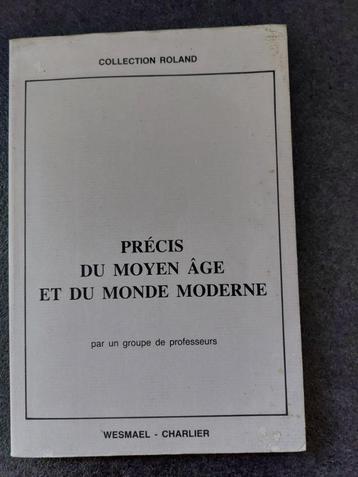 COLLECTION ROLAND
PRÉCIS
DU MOYEN ÂGE
ET DU MONDE MODERNE
par un groupe de professeurs
WESMAEL - CHARLIER